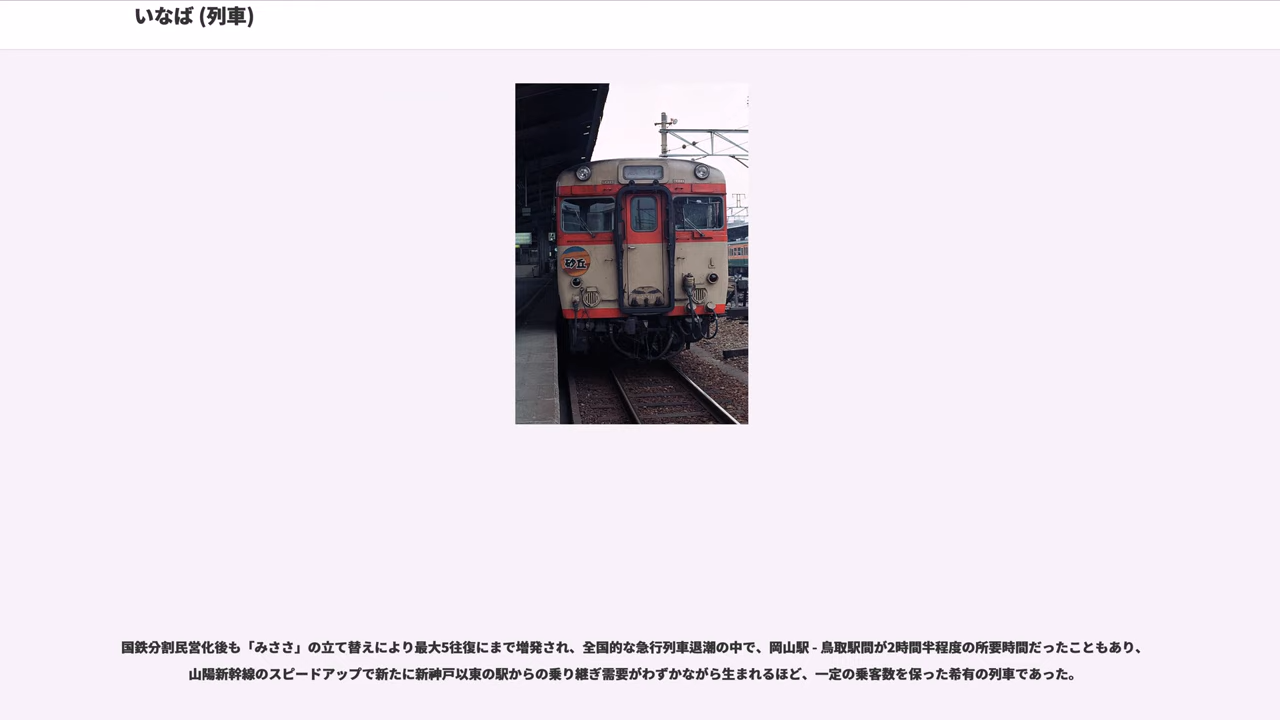 いなば (列車)
砂丘
国鉄分割民営化後も「みささ」の立て替えにより最大5往復にまで増発され、全国的な急行列車退潮の中で、岡山駅 - 鳥取駅間が2時間半程度の所要時間だったこともあり、
山陽新幹線のスピードアップで新たに新神戸以東の駅からの乗り継ぎ需要がわずかながら生まれるほど、一定の乗客数を保った希有の列車であった。